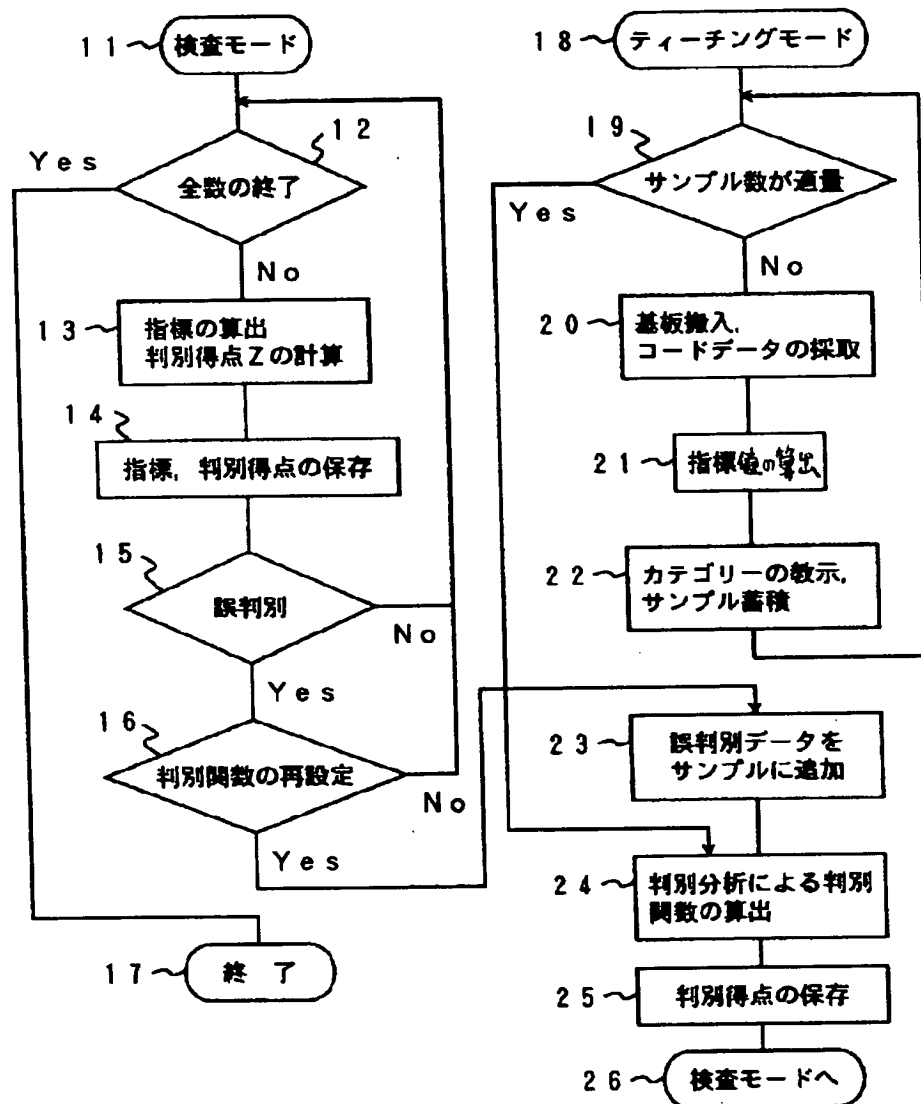 11
検査モード
12
Yes
全数の終了
No
13
指標の算出
判別得点Zの計算
14
指標, 判別得点の保存
15
誤判別
No
Yes
16
判別関数の再設定
No
Yes
17
終 了
18
ティーチングモード
19
サンプル数が適量
Yes
No
20
基板搬入,
コードデータの採取
21
指標値の算出
22
カテゴリーの教示,
サンプル蓄積
23
誤判別データを
サンプルに追加
24
判別分析による判別
関数の算出
25
判別得点の保存
26
検査モードへ